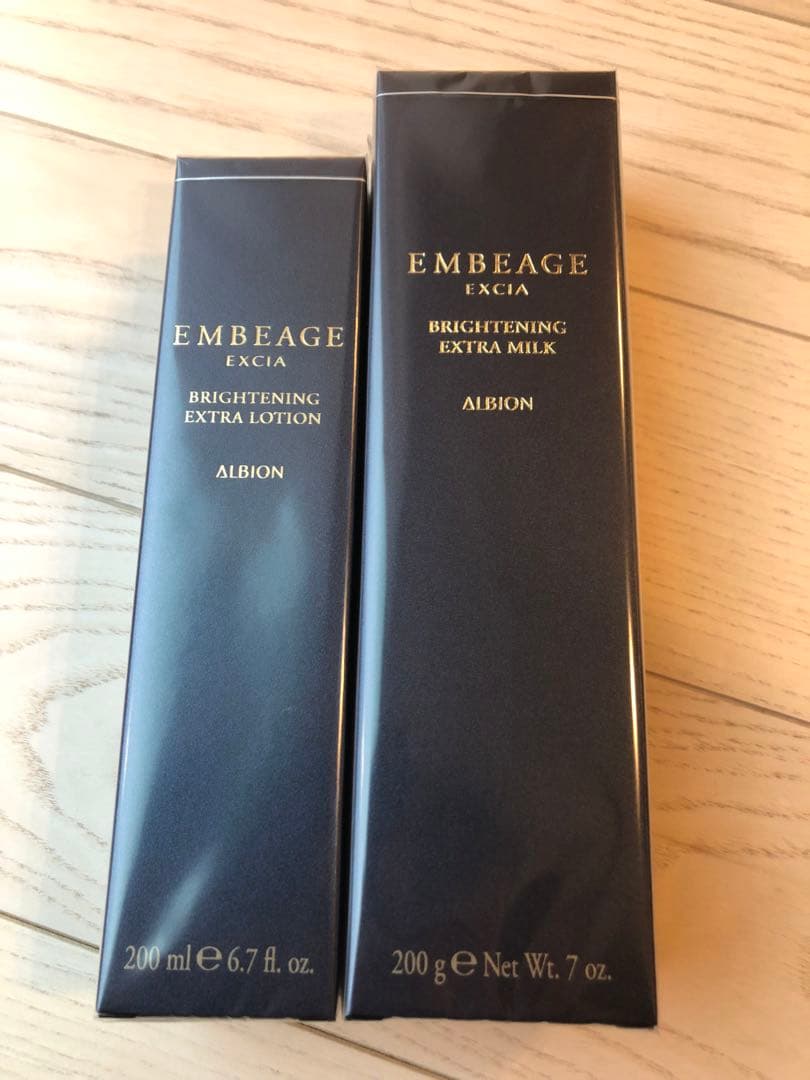 EMBEAGE
EXCIA
BRIGHTENING
EXTRA LOTION
ALBION
200 ml ℮ 6.7 fl. oz.
EMBEAGE
EXCIA
BRIGHTENING
EXTRA MILK
ALBION
200 g ℮ Net Wt. 7 oz.